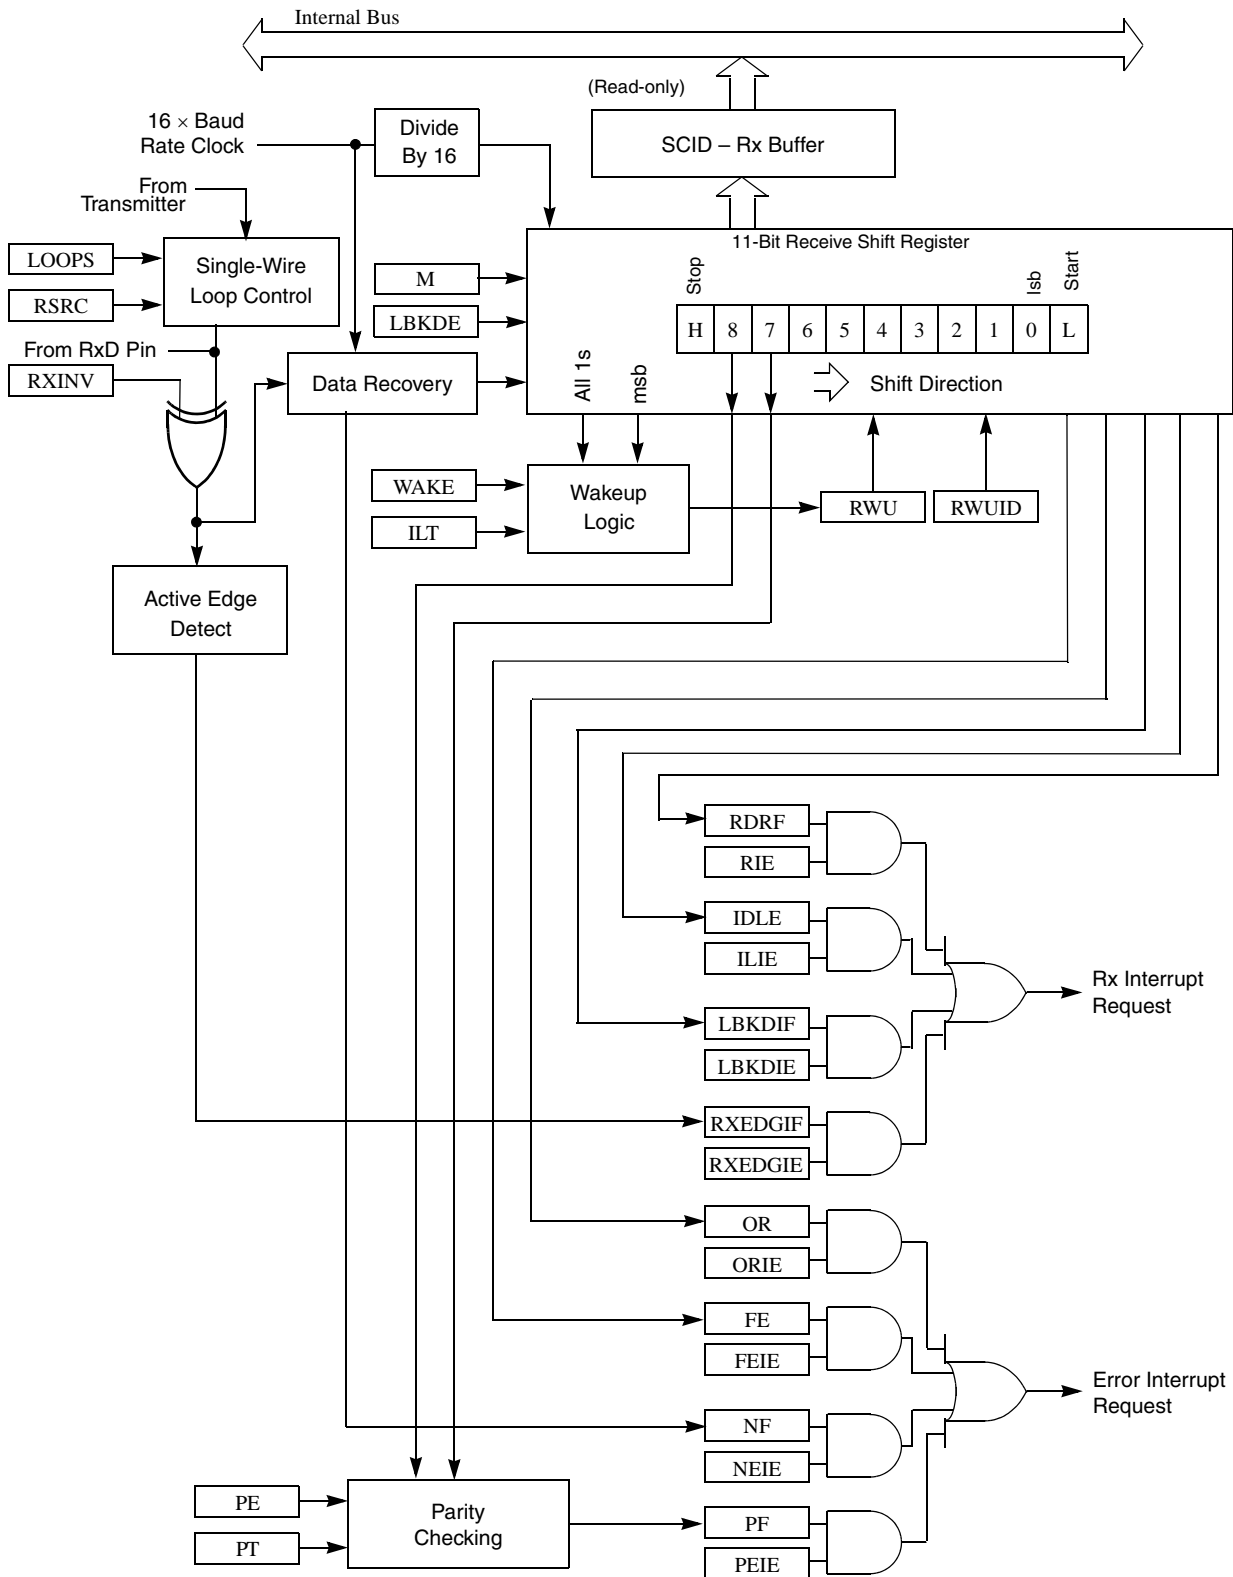 Internal Bus
(Read-only)
16 × Baud
Rate Clock
Divide
By 16
SCID – Rx Buffer
From
Transmitter
11-Bit Receive Shift Register
LOOPS
RSRC
Single-Wire
Loop Control
M
LBKDE
Stop
lsb
Start
H 8 7 6 5 4 3 2 1 0 L
From RxD Pin
RXINV
Data Recovery
All 1s
msb
Shift Direction
WAKE
ILT
Wakeup
Logic
RWU
RWUID
Active Edge
Detect
RDRF
RIE
IDLE
ILIE
Rx Interrupt
Request
LBKDIF
LBKDIE
RXEDGIF
RXEDGIE
OR
ORIE
FE
FEIE
Error Interrupt
Request
NF
NEIE
PE
PT
Parity
Checking
PF
PEIE